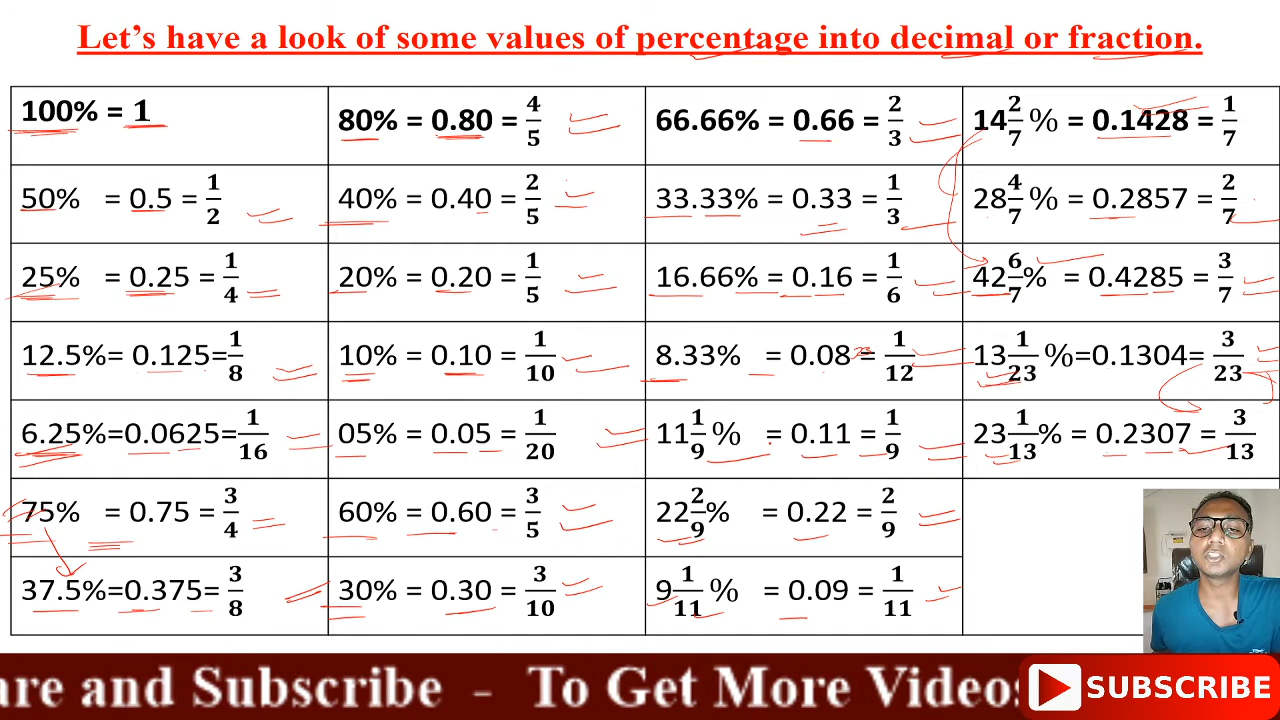 Let’s have a look of some values of percentage into decimal or fraction.
100% = 1
80% = 0.80 = 4/5
66.66% = 0.66 = 2/3
14 2/7 % = 0.1428 = 1/7
50% = 0.5 = 1/2
40% = 0.40 = 2/5
33.33% = 0.33 = 1/3
28 4/7 % = 0.2857 = 2/7
25% = 0.25 = 1/4
20% = 0.20 = 1/5
16.66% = 0.16 = 1/6
42 6/7% = 0.4285 = 3/7
12.5%= 0.125=1/8
10% = 0.10 = 1/10
8.33% = 0.08 = 1/12
13 1/23 %=0.1304= 3/23
6.25%=0.0625=1/16
05% = 0.05 = 1/20
11 1/9 % = 0.11 = 1/9
23 1/13% = 0.2307 = 3/13
75% = 0.75 = 3/4
60% = 0.60 = 3/5
22 2/9% = 0.22 = 2/9
37.5%=0.375=3/8
30% = 0.30 = 3/10
9 1/11 % = 0.09 = 1/11
are and Subscribe - To Get More Videos
SUBSCRIBE